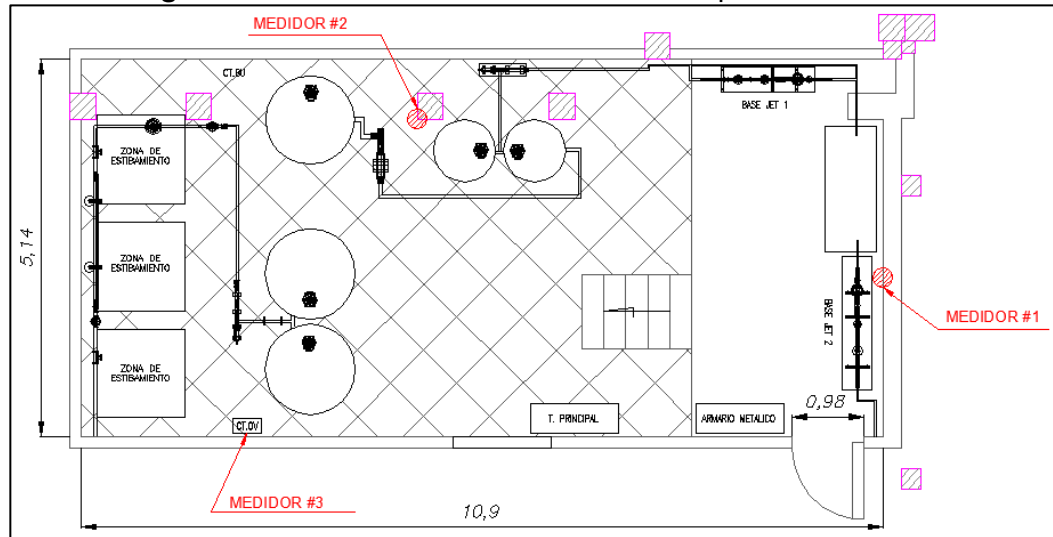 MEDIDOR #2
CT.BU
BASE JET 1
ZONA DE
ESTIBAMIENTO
5,14
ZONA DE
ESTIBAMIENTO
MEDIDOR #1
BASE JET 2
ZONA DE
ESTIBAMIENTO
0,98
CT.OV
T. PRINCIPAL
ARMARIO METALICO
MEDIDOR #3
10,9